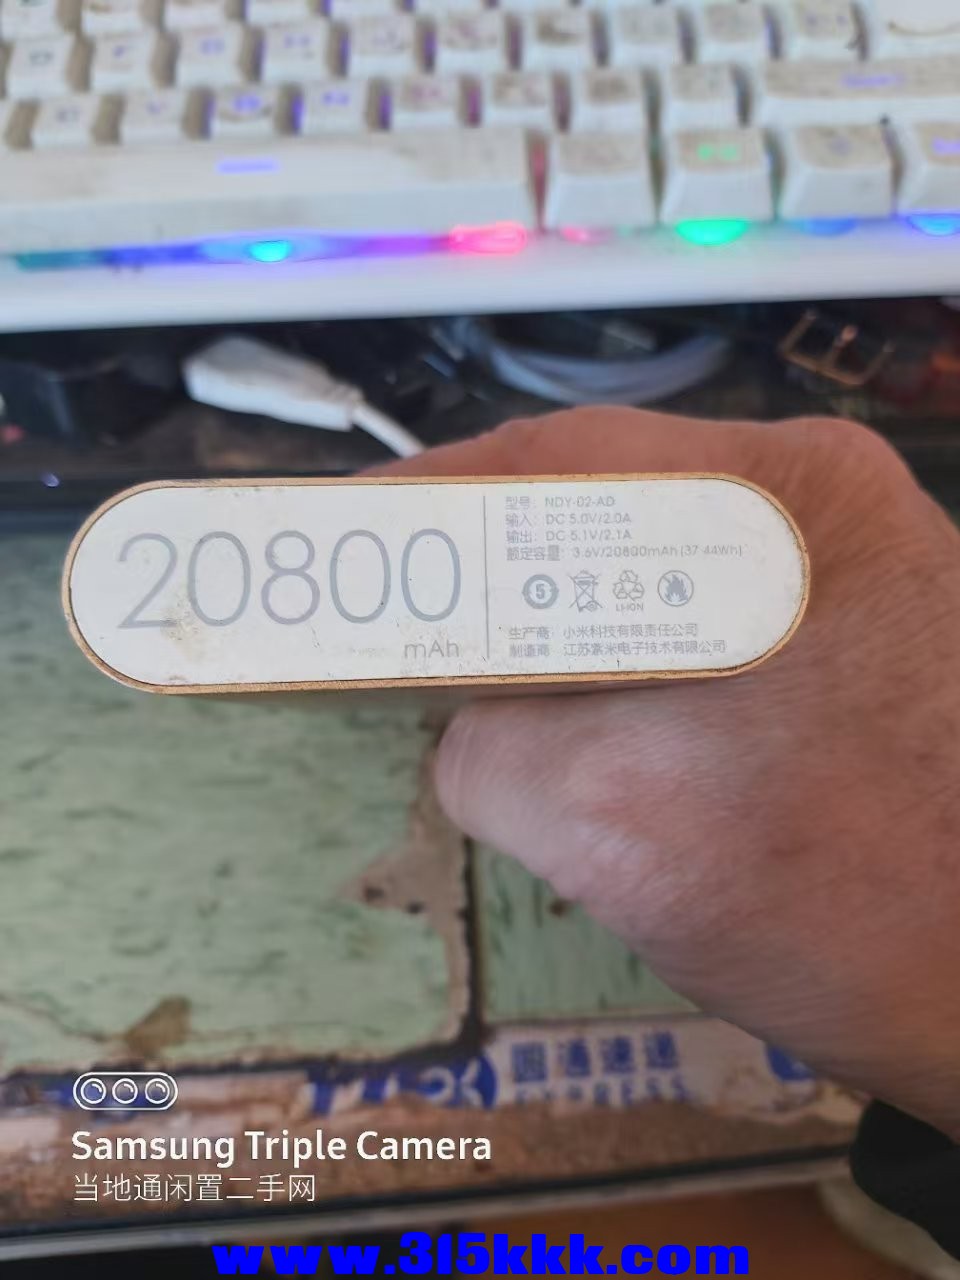 20800
mAh
型号: NDY-02-AD
输入: DC 5.0V/2.0A
输出: DC 5.1V/2.1A
额定容量: 3.6V/20800mAh (37.44Wh)
5
LI-ION
生产商: 小米科技有限责任公司
制造商: 江苏紫米电子技术有限公司
圆通速递
EXPRESS
Samsung Triple Camera
当地通闲置二手网
www.315kkk.com